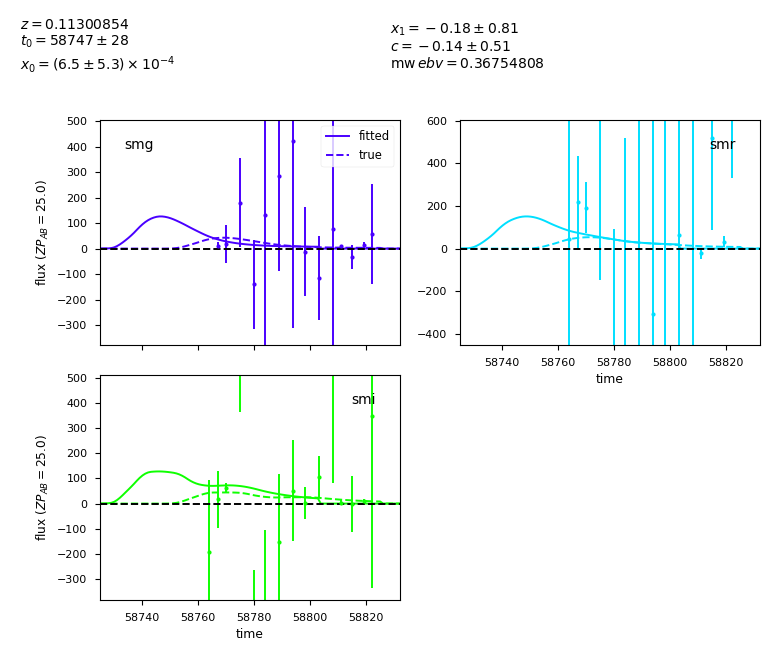 z = 0.11300854
t₀ = 58747 ± 28
x₀ = (6.5 ± 5.3) × 10⁻⁴
x₁ = −0.18 ± 0.81
c = −0.14 ± 0.51
mw ebv = 0.36754808
smg
fitted
true
500
400
300
200
100
0
−100
−200
−300
flux (ZP_AB = 25.0)
smr
600
400
200
0
−200
−400
58740 58760 58780 58800 58820
time
smi
500
400
300
200
100
0
−100
−200
−300
flux (ZP_AB = 25.0)
58740 58760 58780 58800 58820
time